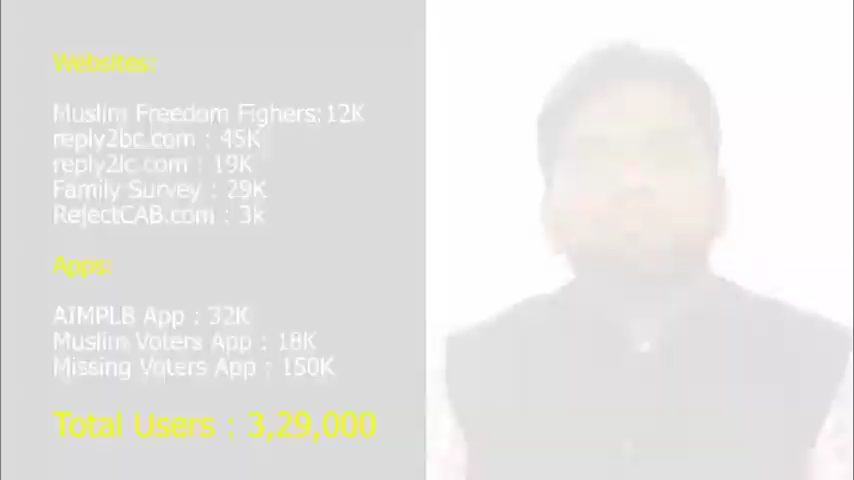 Websites:
Muslim Freedom Fighers:12K
reply2bc.com : 45K
reply2lc.com : 19K
Family Survey : 29K
RejectCAB.com : 3k
Apps:
AIMPLB App : 32K
Muslim Voters App : 18K
Missing Voters App : 150K
Total Users : 3,29,000